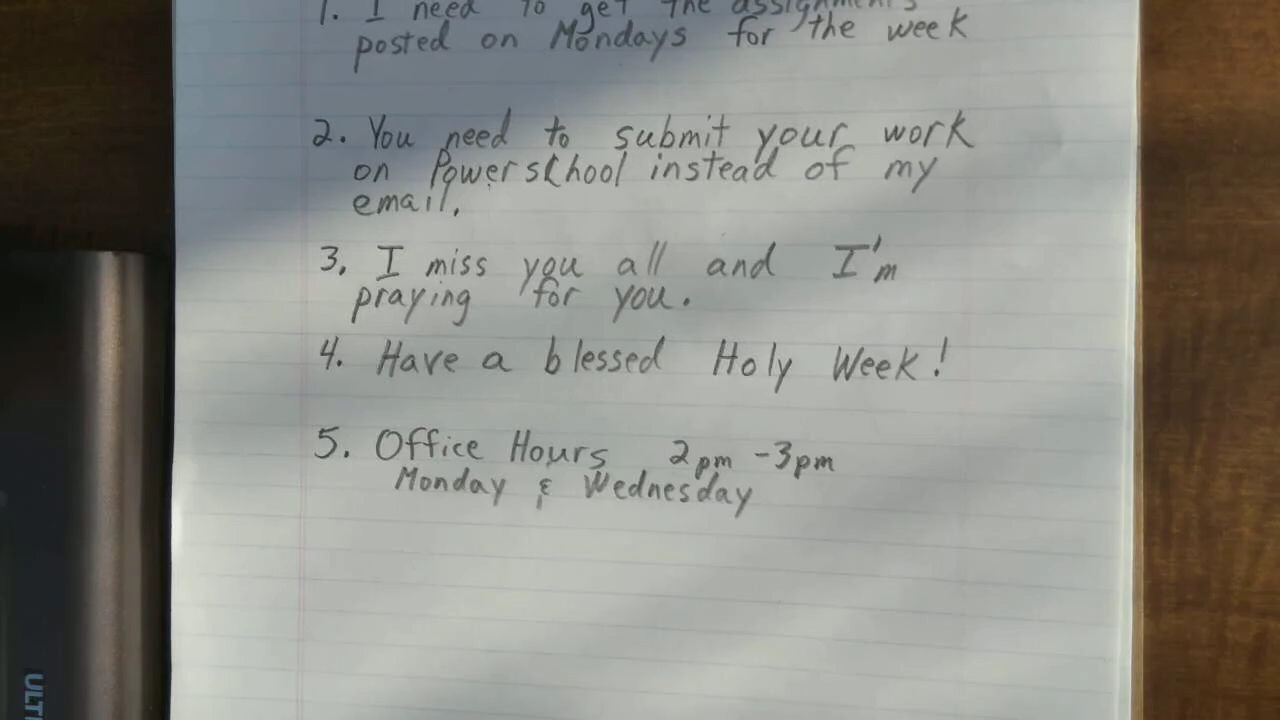 1. I need to get the assignments
posted on Mondays for the week
2. You need to submit your work
on Powerschool instead of my
email.
3. I miss you all and I'm
praying for you.
4. Have a blessed Holy Week!
5. Office Hours 2pm - 3pm
Monday & Wednesday